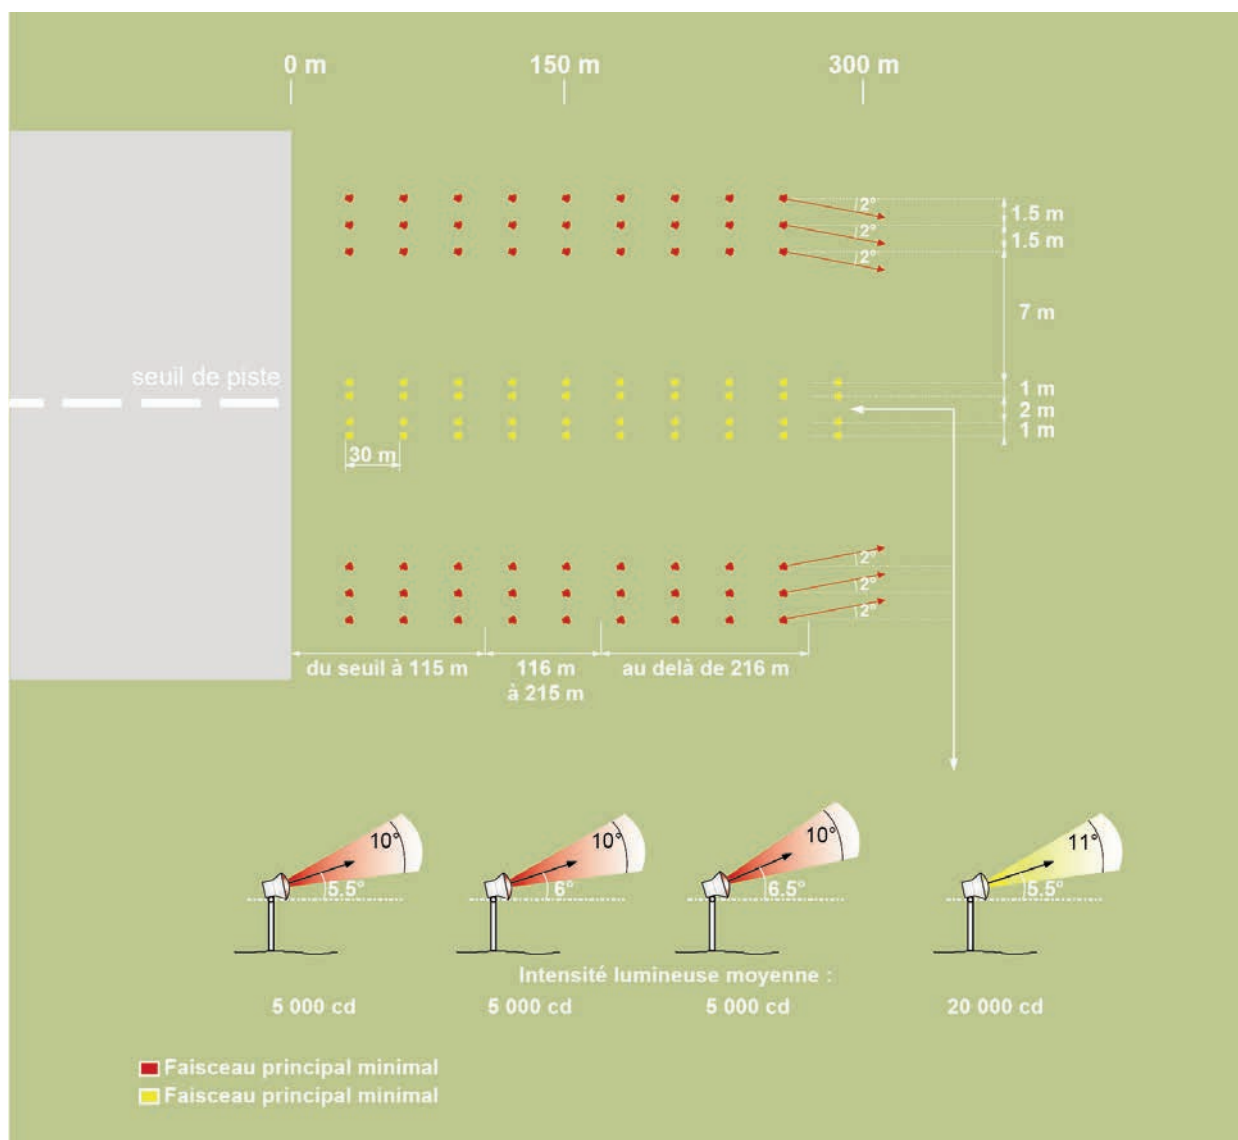 0 m
150 m
300 m
2°
2°
2°
1.5 m
1.5 m
7 m
seuil de piste
1 m
2 m
1 m
30 m
2°
2°
2°
du seuil à 115 m
116 m
à 215 m
au delà de 216 m
10°
5.5°
10°
6°
10°
6.5°
11°
5.5°
Intensité lumineuse moyenne :
5 000 cd
5 000 cd
5 000 cd
20 000 cd
Faisceau principal minimal
Faisceau principal minimal